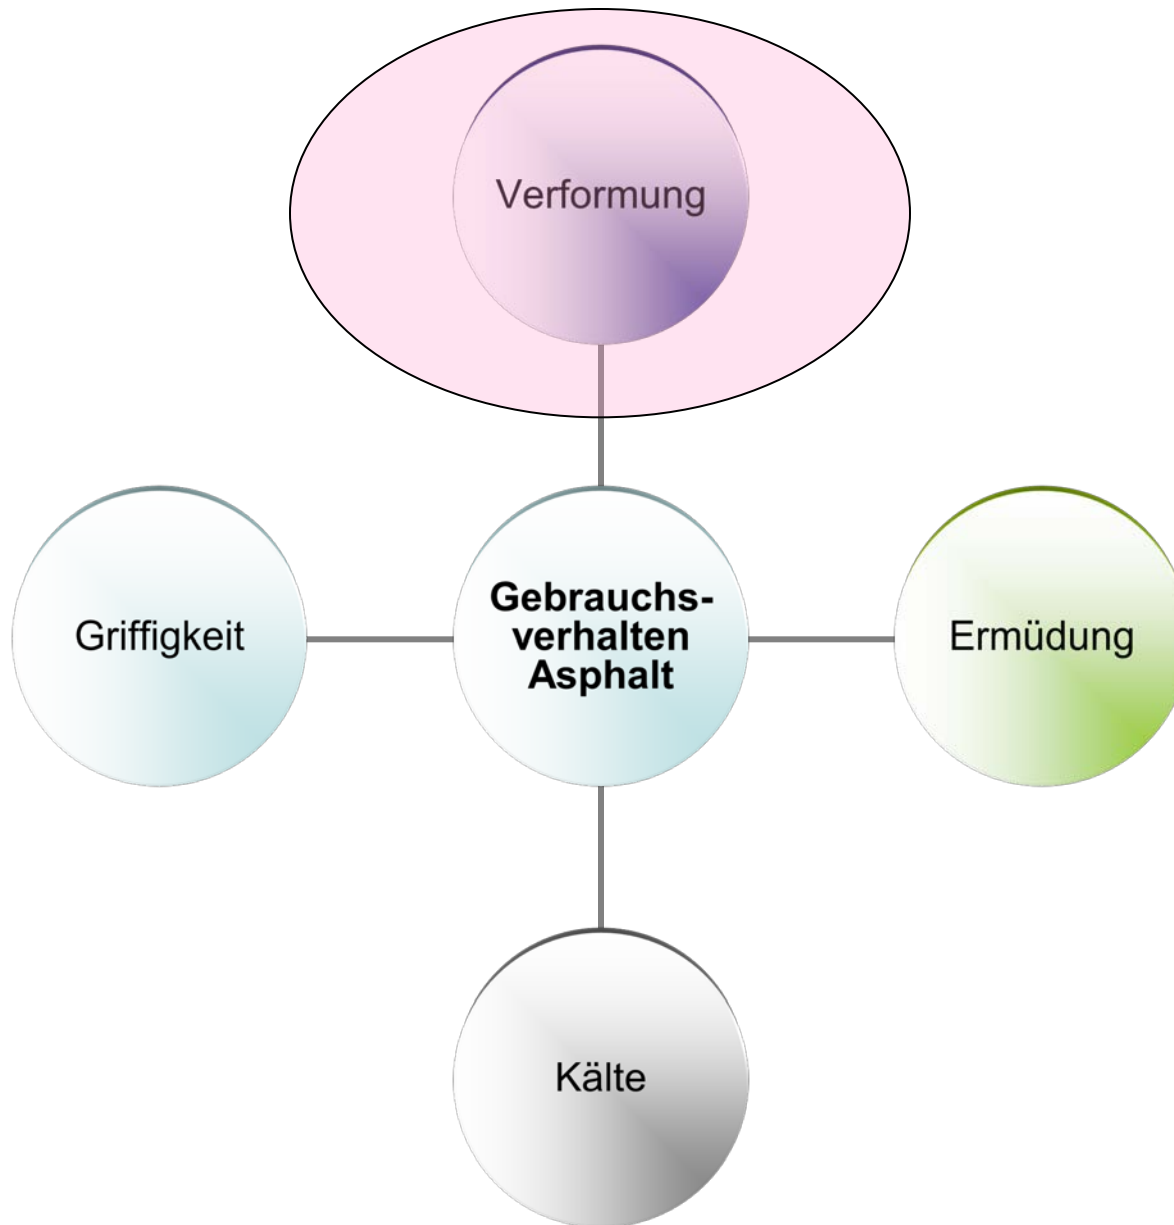 Verformung
Griffigkeit
Gebrauchs-
verhalten
Asphalt
Ermüdung
Kälte